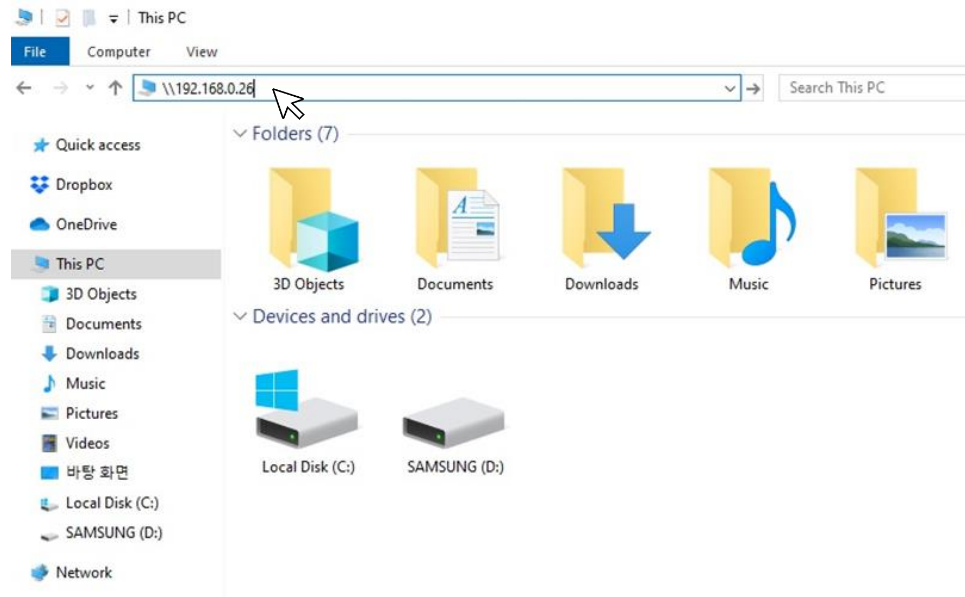 This PC
File Computer View
\\192.168.0.26
Search This PC
Quick access
Dropbox
OneDrive
This PC
3D Objects
Documents
Downloads
Music
Pictures
Videos
바탕 화면
Local Disk (C:)
SAMSUNG (D:)
Network
Folders (7)
3D Objects Documents Downloads Music Pictures
Devices and drives (2)
Local Disk (C:) SAMSUNG (D:)